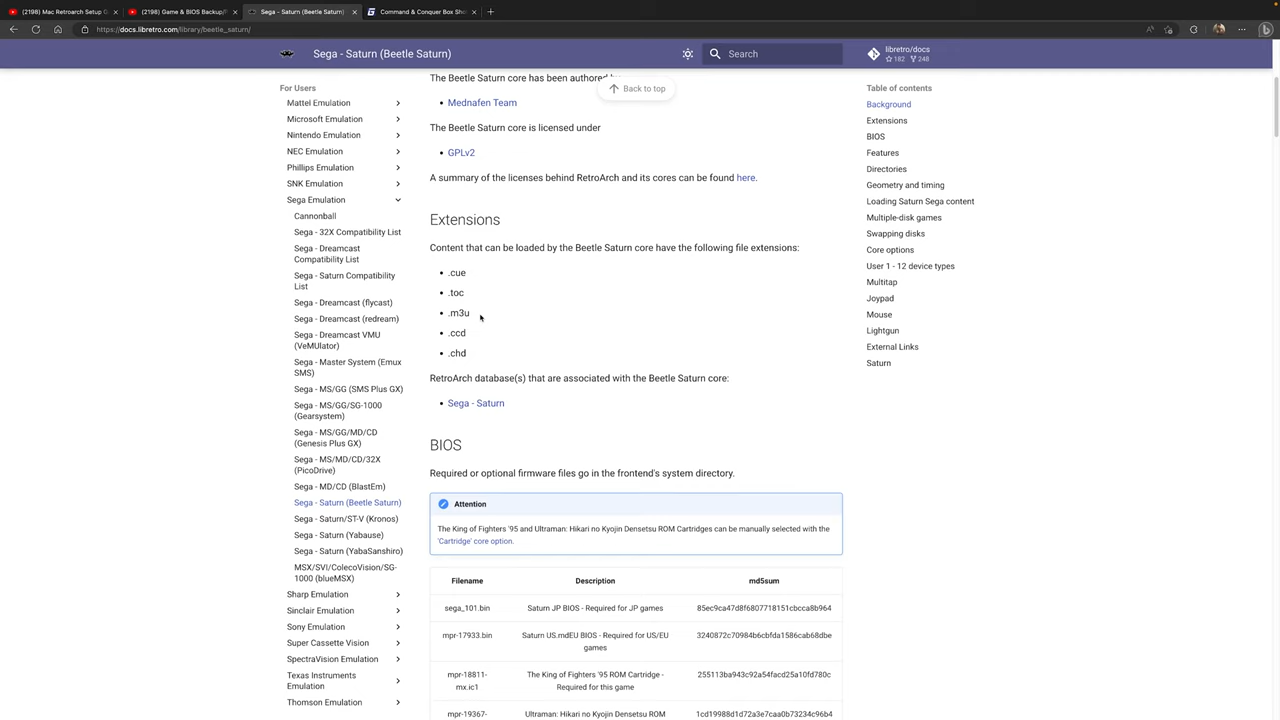 (2198) Mac Retroarch Setup G
(2198) Game & BIOS Backup/R
Sega - Saturn (Beetle Saturn)
Command & Conquer Box Sho
https://docs.libretro.com/library/beetle_saturn/
Sega - Saturn (Beetle Saturn)
Search
libretro/docs
182 248
For Users
Mattel Emulation
Microsoft Emulation
Nintendo Emulation
NEC Emulation
Phillips Emulation
SNK Emulation
Sega Emulation
Cannonball
Sega - 32X Compatibility List
Sega - Dreamcast
Compatibility List
Sega - Saturn Compatibility
List
Sega - Dreamcast (flycast)
Sega - Dreamcast (redream)
Sega - Dreamcast VMU
(VeMUlator)
Sega - Master System (Emux
SMS)
Sega - MS/GG (SMS Plus GX)
Sega - MS/GG/SG-1000
(Gearsystem)
Sega - MS/GG/MD/CD
(Genesis Plus GX)
Sega - MS/MD/CD/32X
(PicoDrive)
Sega - MD/CD (BlastEm)
Sega - Saturn (Beetle Saturn)
Sega - Saturn/ST-V (Kronos)
Sega - Saturn (Yabause)
Sega - Saturn (YabaSanshiro)
MSX/SVI/ColecoVision/SG-
1000 (blueMSX)
Sharp Emulation
Sinclair Emulation
Sony Emulation
Super Cassette Vision
SpectraVision Emulation
Texas Instruments
Emulation
Thomson Emulation
The Beetle Saturn core has been authored by
Back to top
Mednafen Team
The Beetle Saturn core is licensed under
GPLv2
A summary of the licenses behind RetroArch and its cores can be found here.
Extensions
Content that can be loaded by the Beetle Saturn core have the following file extensions:
.cue
.toc
.m3u
.ccd
.chd
RetroArch database(s) that are associated with the Beetle Saturn core:
Sega - Saturn
BIOS
Required or optional firmware files go in the frontend's system directory.
Attention
The King of Fighters '95 and Ultraman: Hikari no Kyojin Densetsu ROM Cartridges can be manually selected with the
'Cartridge' core option.
Filename Description md5sum
sega_101.bin Saturn JP BIOS - Required for JP games 85ec9ca47d8f6807718151cbcca8b964
mpr-17933.bin Saturn US.mdEU BIOS - Required for US/EU games 3240872c70984b6cbfda1586cab68dbe
mpr-18811-mx.ic1 The King of Fighters '95 ROM Cartridge - Required for this game 255113ba943c92a54facd25a10fd780c
mpr-19367- Ultraman: Hikari no Kyojin Densetsu ROM 1cd19988d1d72a3e7caa0b73234c96b4
Table of contents
Background
Extensions
BIOS
Features
Directories
Geometry and timing
Loading Saturn Sega content
Multiple-disk games
Swapping disks
Core options
User 1 - 12 device types
Multitap
Joypad
Mouse
Lightgun
External Links
Saturn